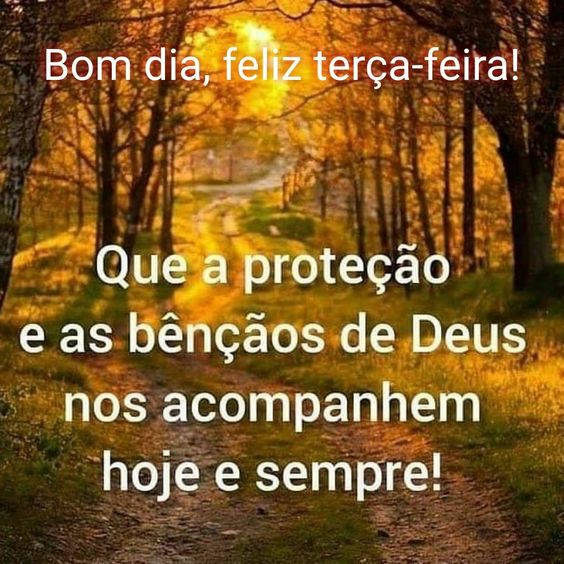 Bom dia, feliz terça-feira!
Que a proteção
e as bênçãos de Deus
nos acompanhem
hoje e sempre!